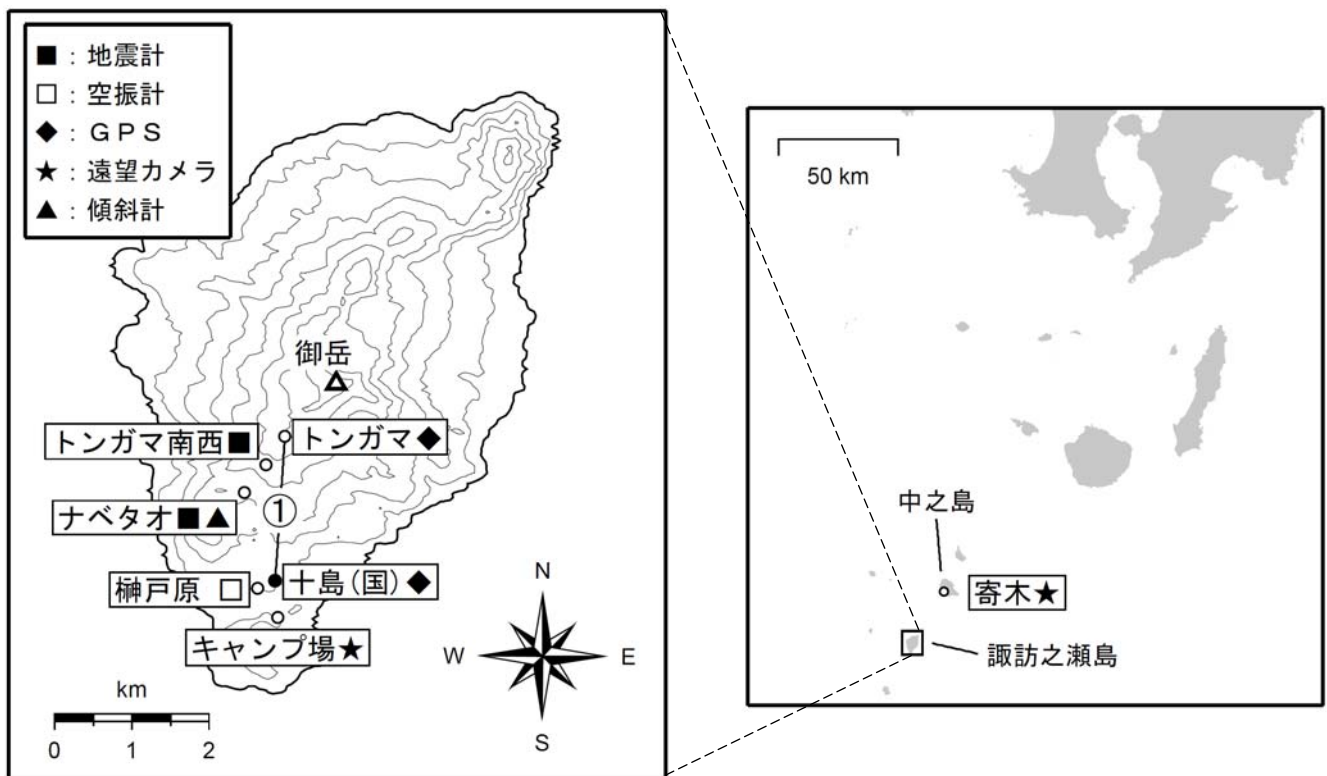 ■：地震計
□：空振計
◆：ＧＰＳ
★：遠望カメラ
▲：傾斜計
御岳
トンガマ南西■
トンガマ◆
①
ナベタオ■▲
榊戸原 □
十島(国)◆
キャンプ場★
km
0 1 2
N
W E
S
50 km
中之島
寄木★
諏訪之瀬島